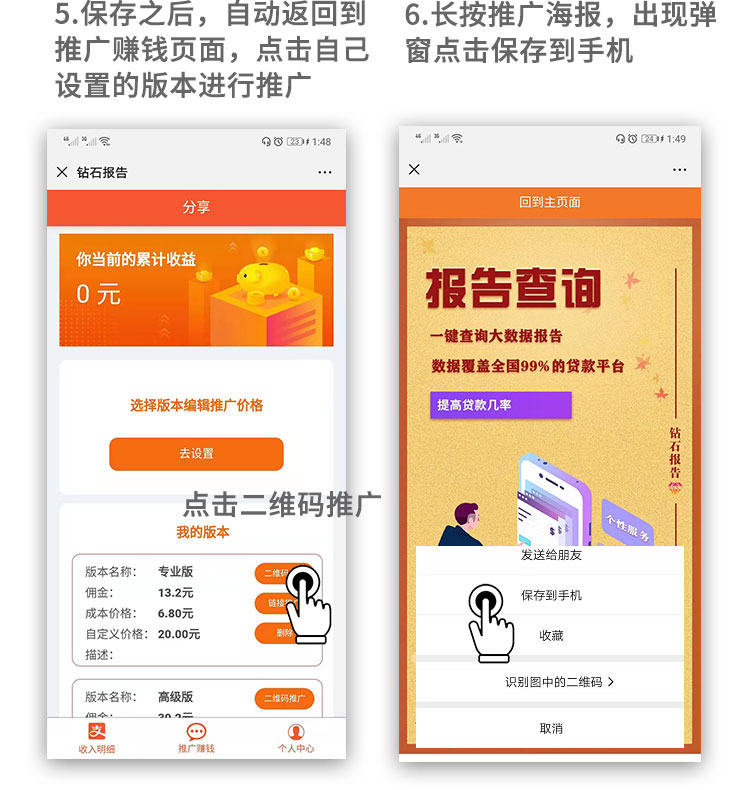 5.保存之后，自动返回到
推广赚钱页面，点击自己
设置的版本进行推广
6.长按推广海报，出现弹
窗点击保存到手机
46 36 23 1:48
钻石报告
分享
你当前的累计收益
0 元
选择版本编辑推广价格
去设置
点击二维码推广
我的版本
版本名称： 专业版 二维码
佣金： 13.2元
链接
成本价格： 6.80元
自定义价格： 20.00元 删除
描述：
版本名称： 高级版 二维码推广
佣金： 30.2元
收入明细 推广赚钱 个人中心
46 36 24 1:49
回到主页面
报告查询
一键查询大数据报告
数据覆盖全国99%的贷款平台
提高贷款几率
钻石报告
个性服务
发送给朋友
保存到手机
收藏
识别图中的二维码
取消